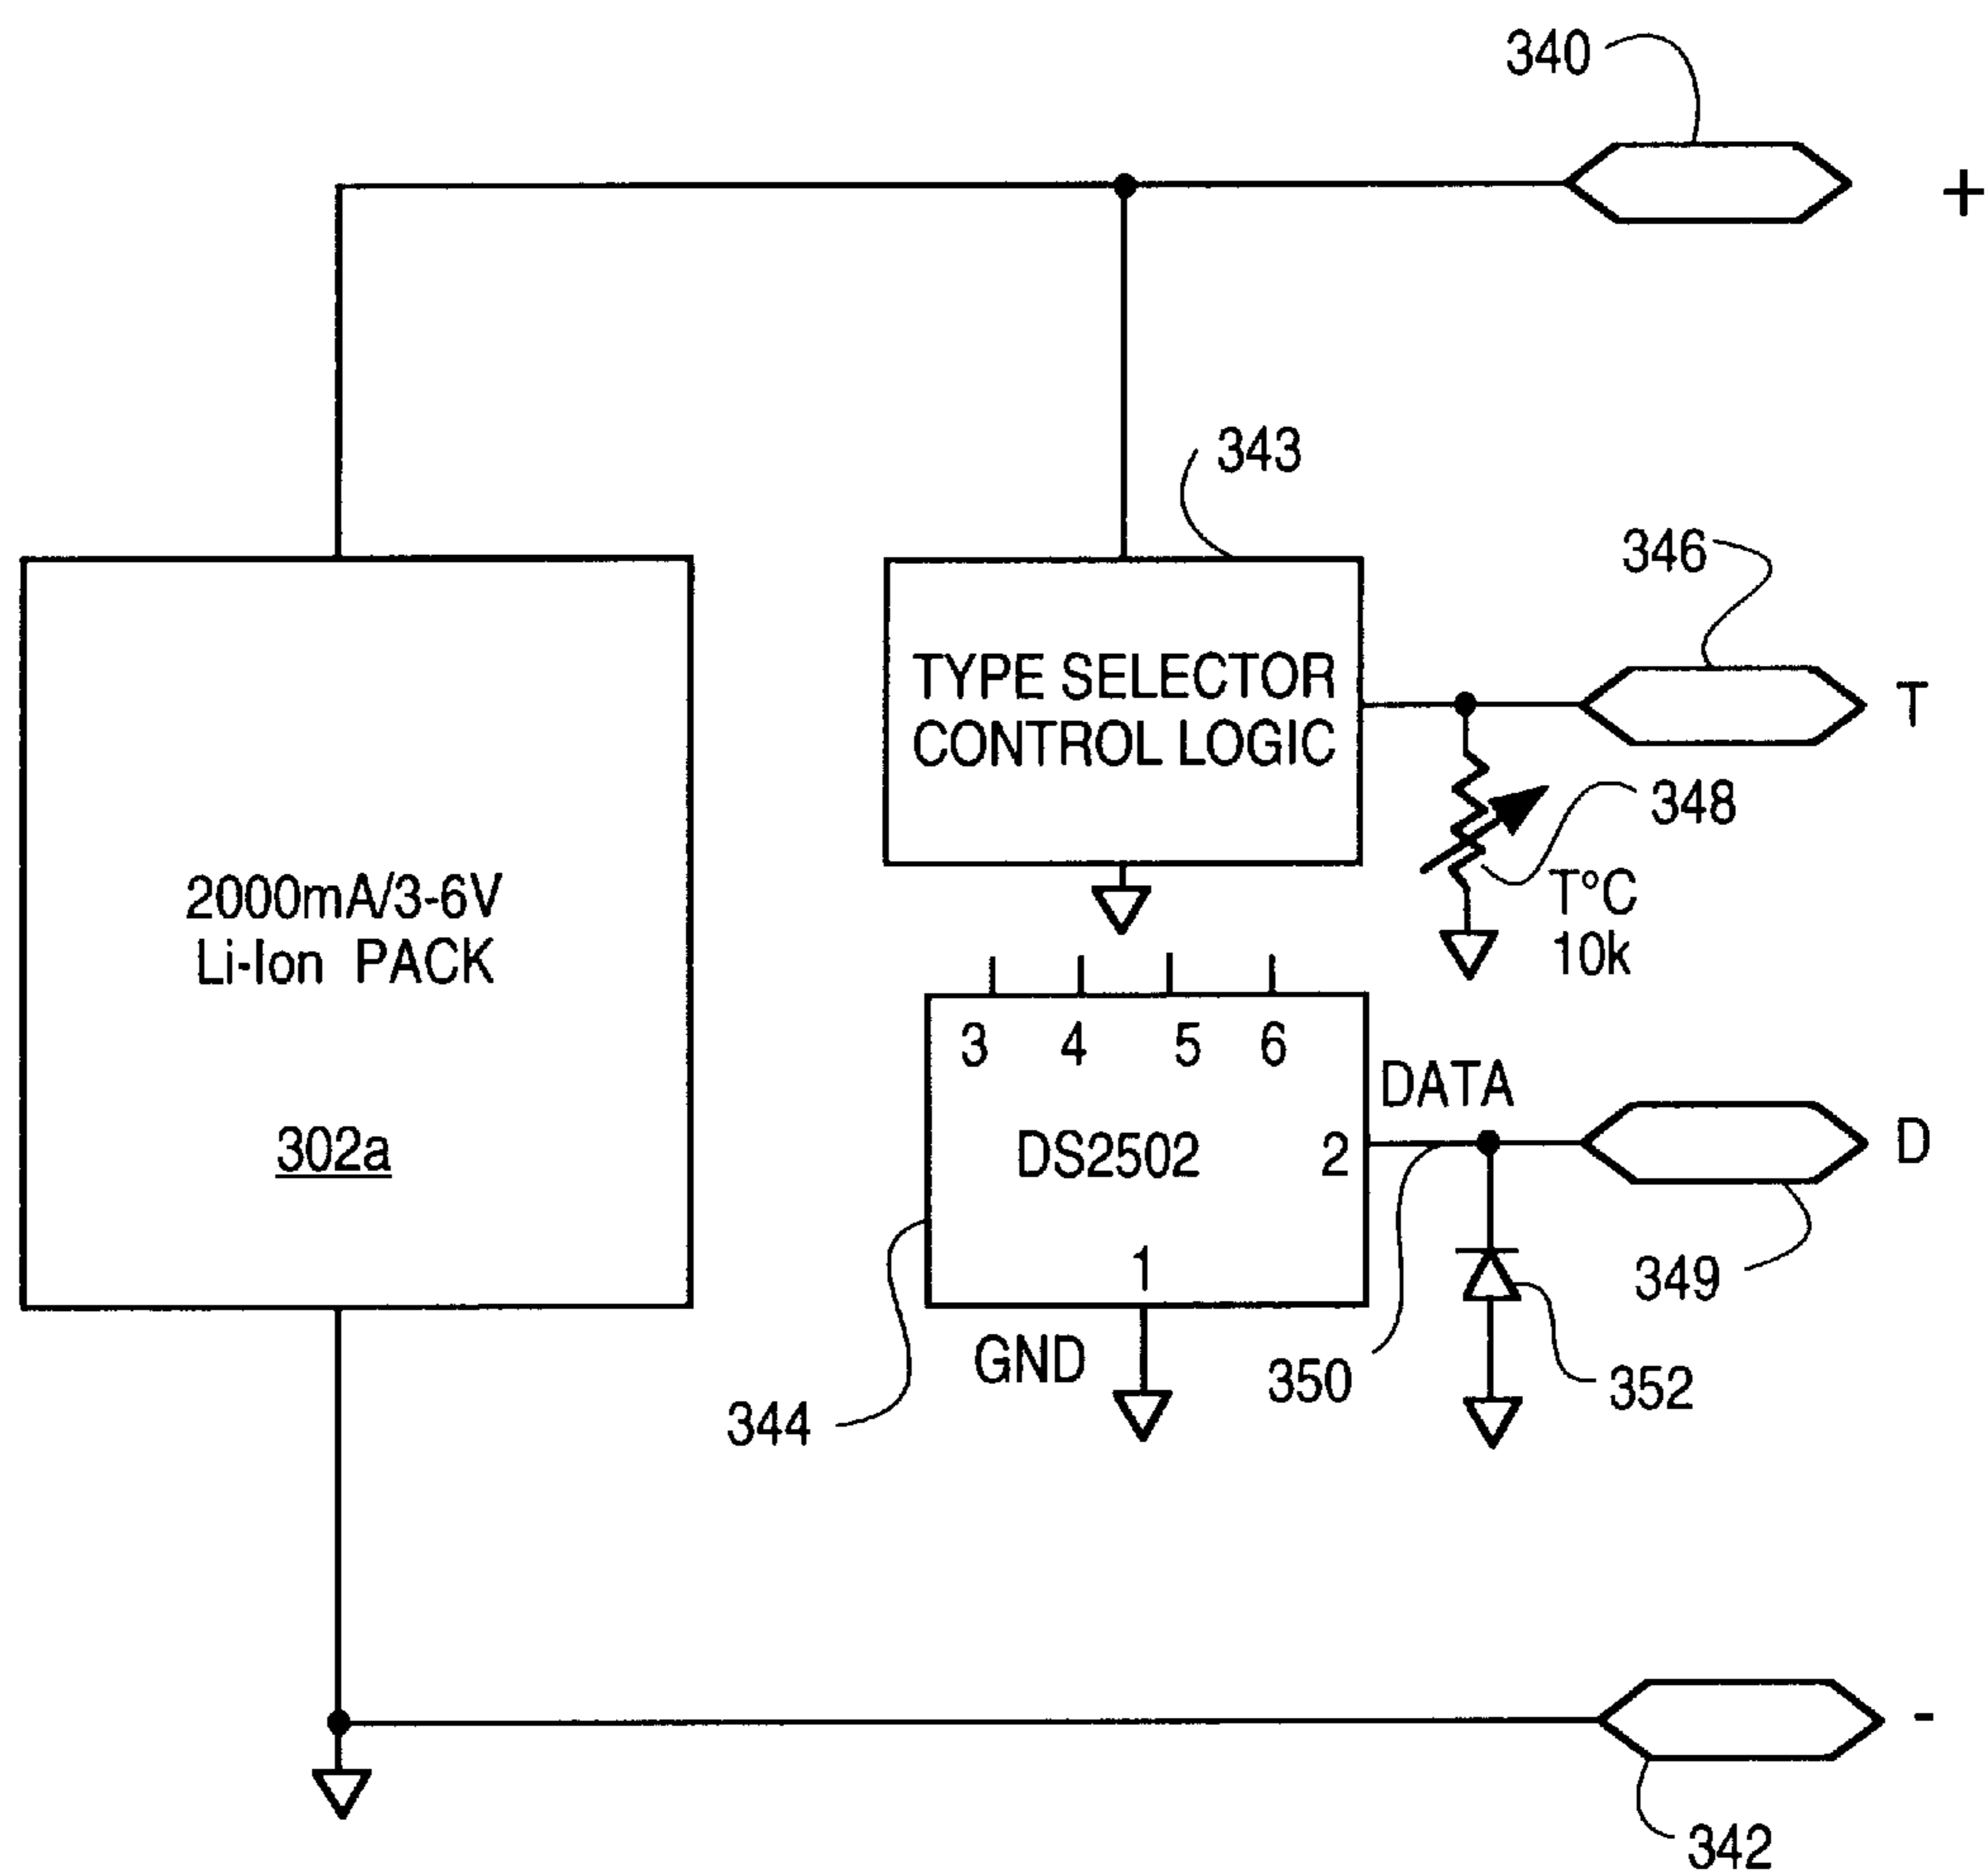 340
+
343
346
TYPE SELECTOR
CONTROL LOGIC
T
348
T°C
10k
2000mA/3-6V
Li-Ion PACK
302a
3 4 5 6
DATA
DS2502
2
D
1
349
GND
350
352
344
-
342